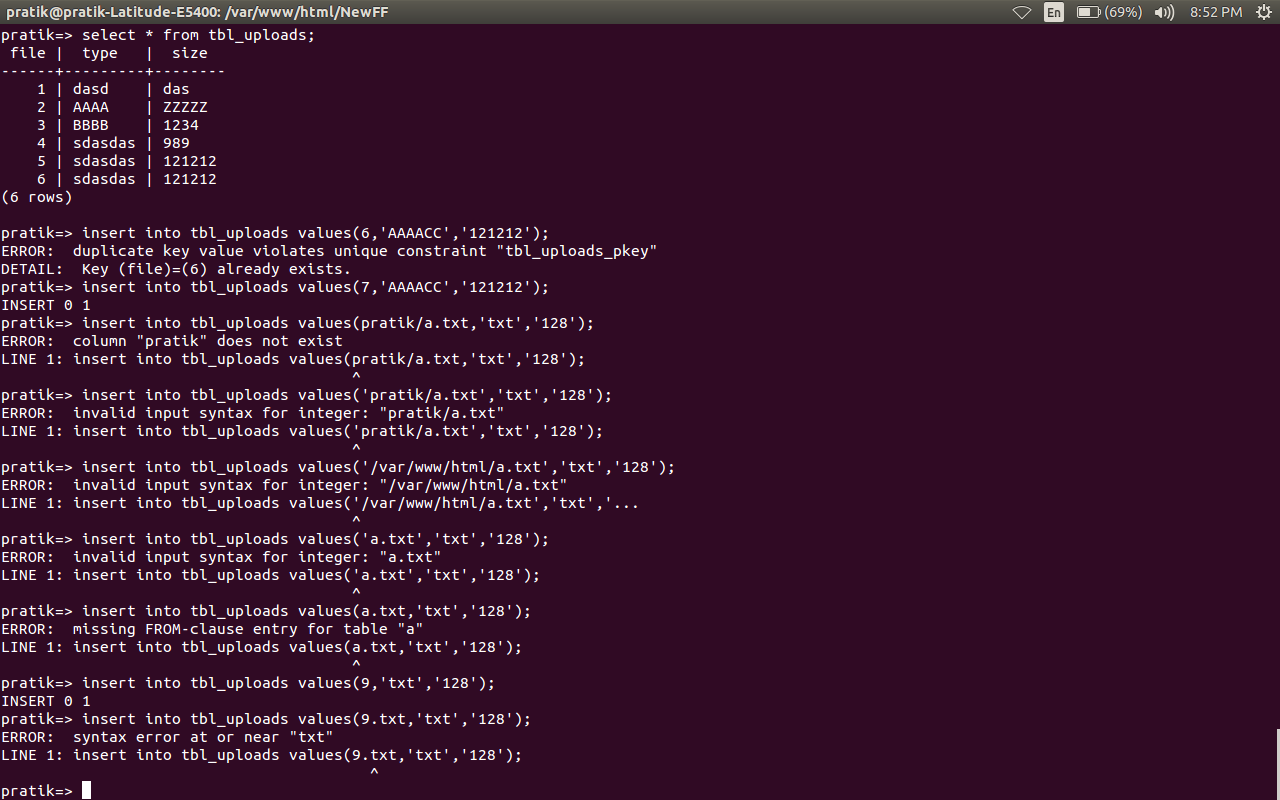 pratik@pratik-Latitude-E5400: /var/www/html/NewFF En (69%) 8:52 PM
pratik=> select * from tbl_uploads;
 file |  type   |  size
------+---------+--------
    1 | dasd    | das
    2 | AAAA    | ZZZZZ
    3 | BBBB    | 1234
    4 | sdasdas | 989
    5 | sdasdas | 121212
    6 | sdasdas | 121212
(6 rows)

pratik=> insert into tbl_uploads values(6,'AAAACC','121212');
ERROR:  duplicate key value violates unique constraint "tbl_uploads_pkey"
DETAIL:  Key (file)=(6) already exists.
pratik=> insert into tbl_uploads values(7,'AAAACC','121212');
INSERT 0 1
pratik=> insert into tbl_uploads values(pratik/a.txt,'txt','128');
ERROR:  column "pratik" does not exist
LINE 1: insert into tbl_uploads values(pratik/a.txt,'txt','128');
                                       ^
pratik=> insert into tbl_uploads values('pratik/a.txt','txt','128');
ERROR:  invalid input syntax for integer: "pratik/a.txt"
LINE 1: insert into tbl_uploads values('pratik/a.txt','txt','128');
                                       ^
pratik=> insert into tbl_uploads values('/var/www/html/a.txt','txt','128');
ERROR:  invalid input syntax for integer: "/var/www/html/a.txt"
LINE 1: insert into tbl_uploads values('/var/www/html/a.txt','txt','...
                                       ^
pratik=> insert into tbl_uploads values('a.txt','txt','128');
ERROR:  invalid input syntax for integer: "a.txt"
LINE 1: insert into tbl_uploads values('a.txt','txt','128');
                                       ^
pratik=> insert into tbl_uploads values(a.txt,'txt','128');
ERROR:  missing FROM-clause entry for table "a"
LINE 1: insert into tbl_uploads values(a.txt,'txt','128');
                                       ^
pratik=> insert into tbl_uploads values(9,'txt','128');
INSERT 0 1
pratik=> insert into tbl_uploads values(9.txt,'txt','128');
ERROR:  syntax error at or near "txt"
LINE 1: insert into tbl_uploads values(9.txt,'txt','128');
                                         ^
pratik=>